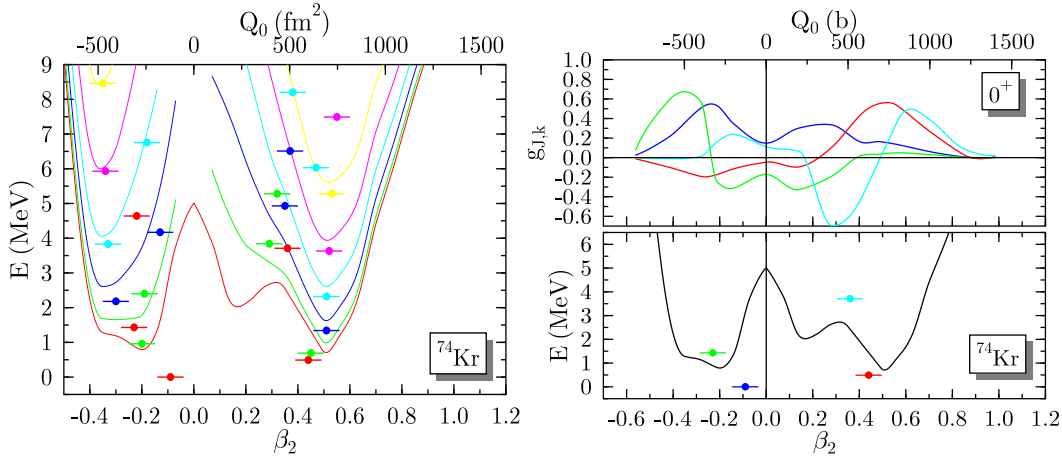 Q0 (fm²)
-500 0 500 1000 1500
9
8
7
6
5
4
3
2
1
0
E (MeV)
⁷⁴Kr
-0.4 -0.2 0.0 0.2 0.4 0.6 0.8 1.0 1.2
β₂
Q0 (b)
-500 0 500 1000 1500
1.0
0.8
0.6
0.4
0.2
0.0
-0.2
-0.4
-0.6
gJ,k
0⁺
6
5
4
3
2
1
0
E (MeV)
⁷⁴Kr
-0.6 -0.4 -0.2 0.0 0.2 0.4 0.6 0.8 1.0 1.2
β₂